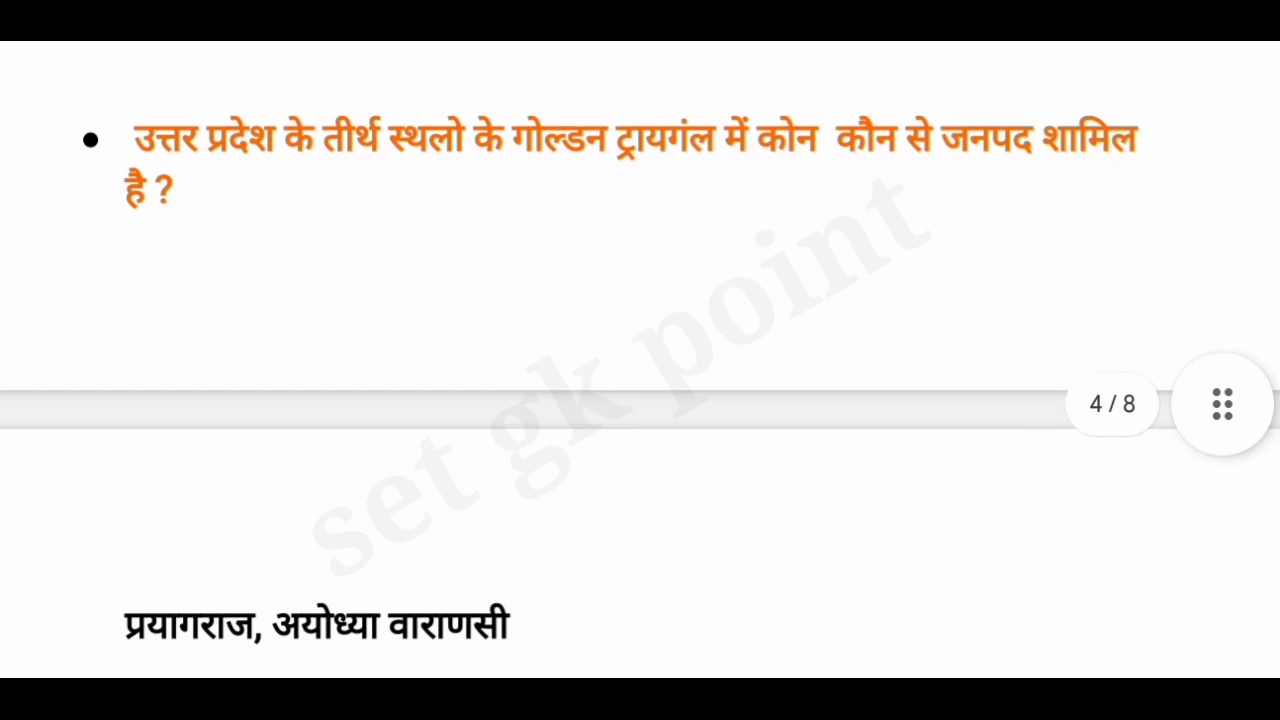 ● उत्तर प्रदेश के तीर्थ स्थलो के गोल्डन ट्रायगंल में कोन कौन से जनपद शामिल
है ?
set gk point
4 / 8
प्रयागराज, अयोध्या वाराणसी